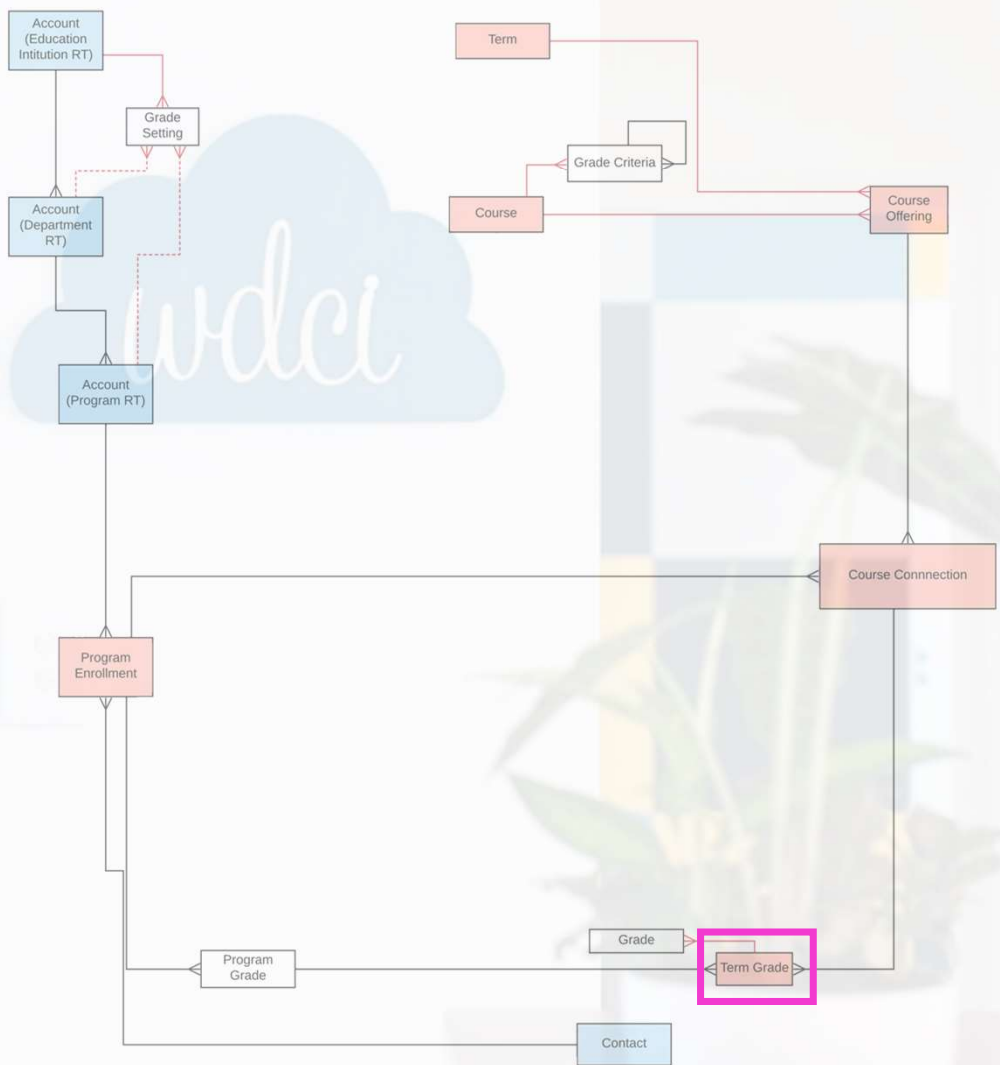 Account
(Education
Intitution RT)
Term
Grade
Setting
Grade Criteria
Account
(Department
RT)
Course
Course
Offering
wdci
Account
(Program RT)
Course Connnection
Program
Enrollment
Grade
Program
Grade
Term Grade
Contact